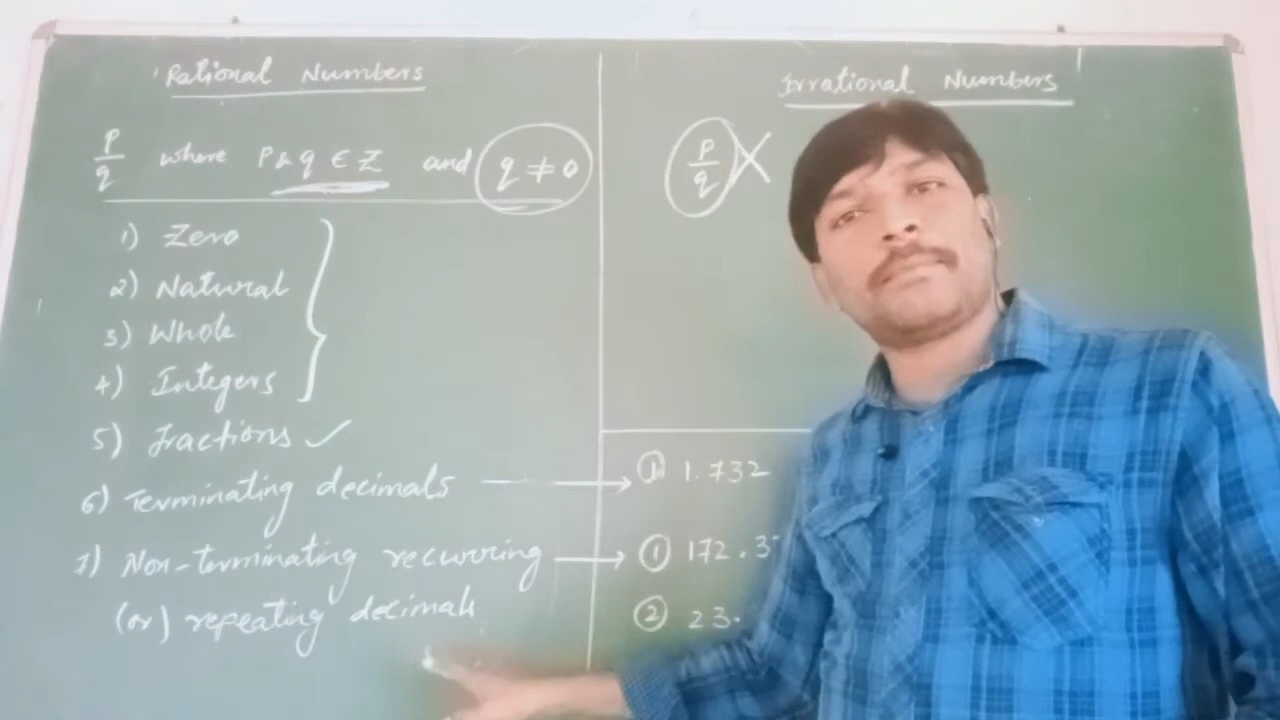 Rational Numbers
p/q where P & q ∈ Z and q ≠ 0
1) Zero
2) Natural
3) Whole
4) Integers
5) Fractions ✓
6) Terminating decimals →
7) Non-terminating recurring →
(or) repeating decimals
Irrational Numbers
p/q ✗
① 1.732
① 172.3
② 23.